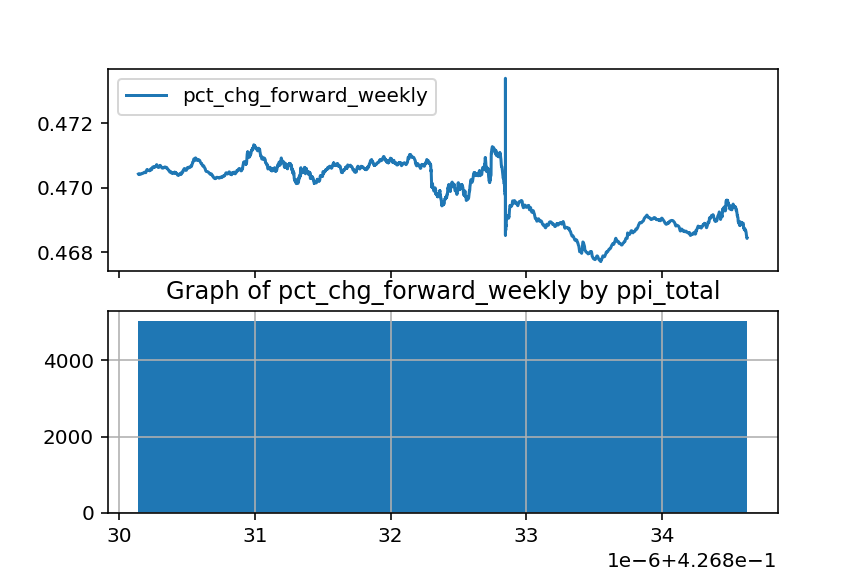 pct_chg_forward_weekly
0.472
0.470
0.468
Graph of pct_chg_forward_weekly by ppi_total
4000
2000
0
30 31 32 33 34
1e−6+4.268e−1